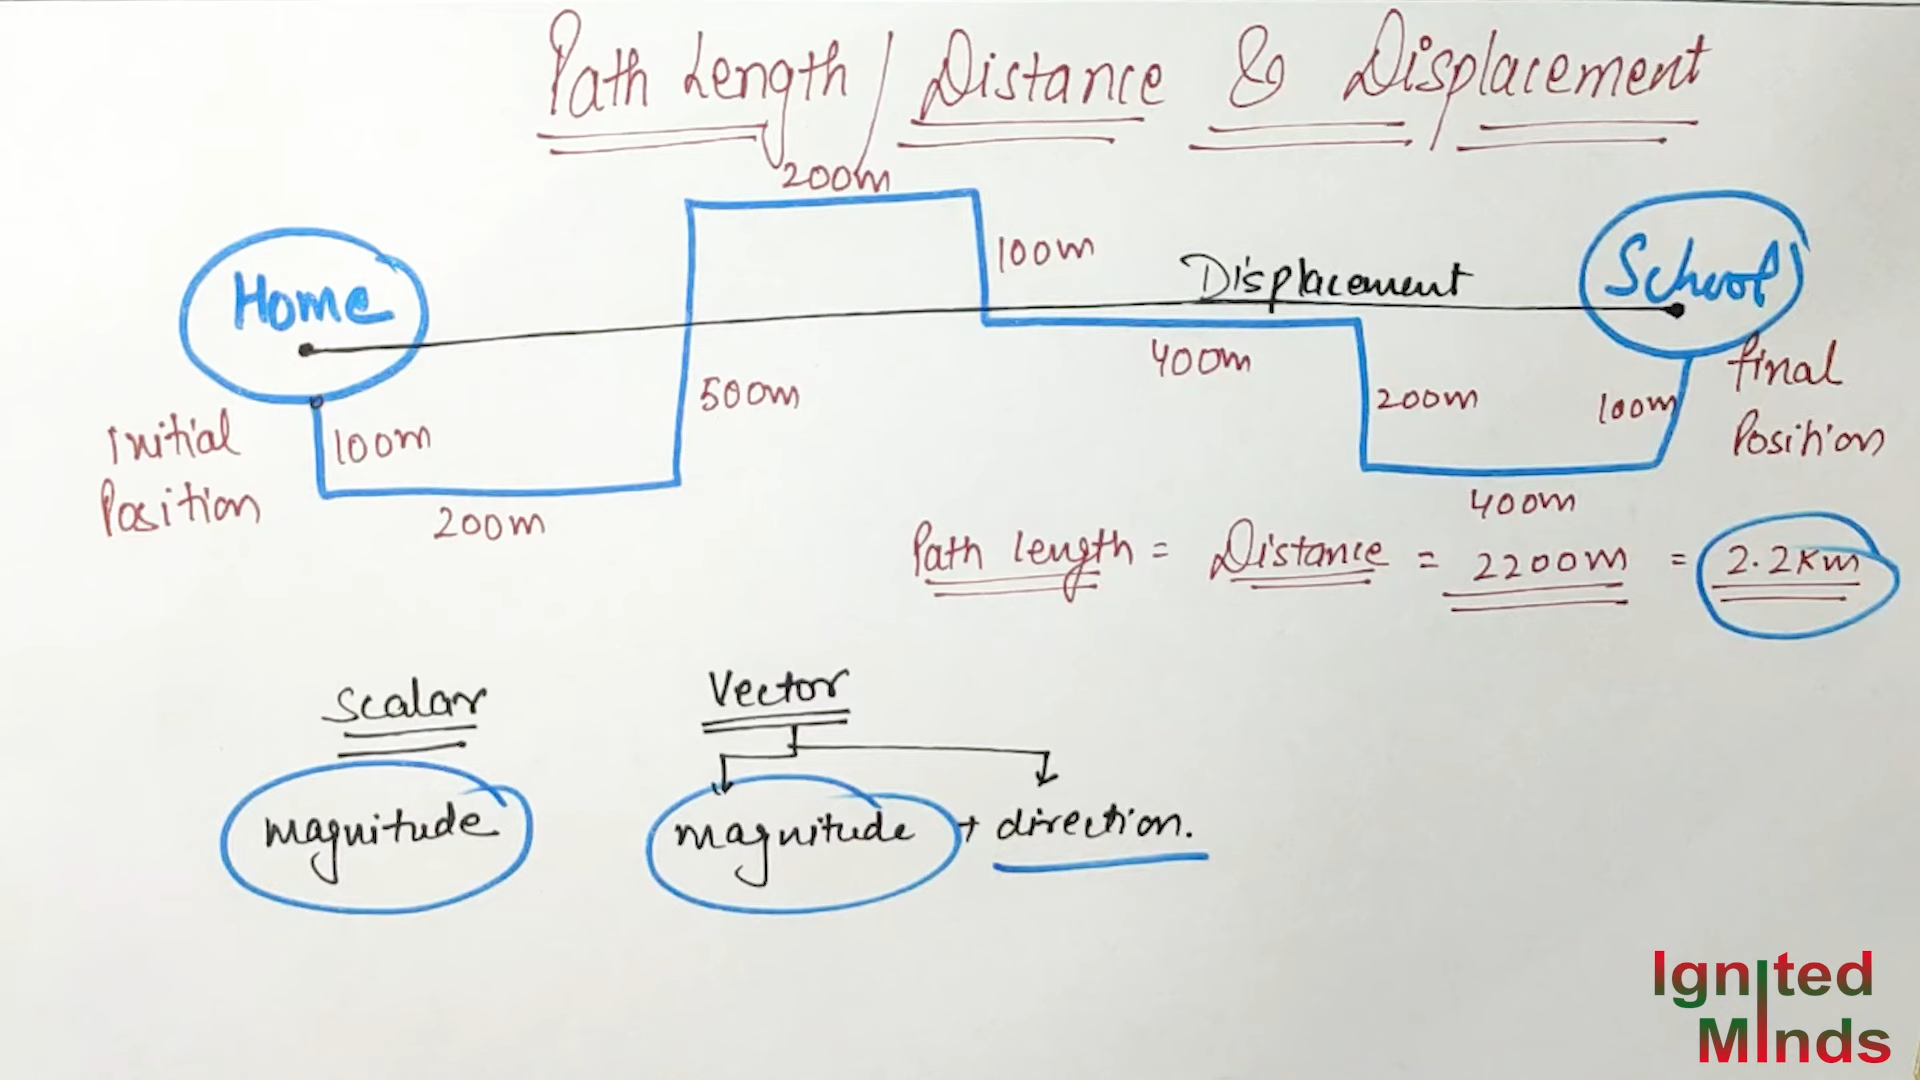 Path Length / Distance & Displacement
200m
100m
Displacement
Home
School
400m
500m
200m
100m
final
Position
Initial
Position
100m
200m
400m
Path length = Distance = 2200m = 2.2Km
Scalar
Vector
magnitude
magnitude + direction.
Ignited
Minds